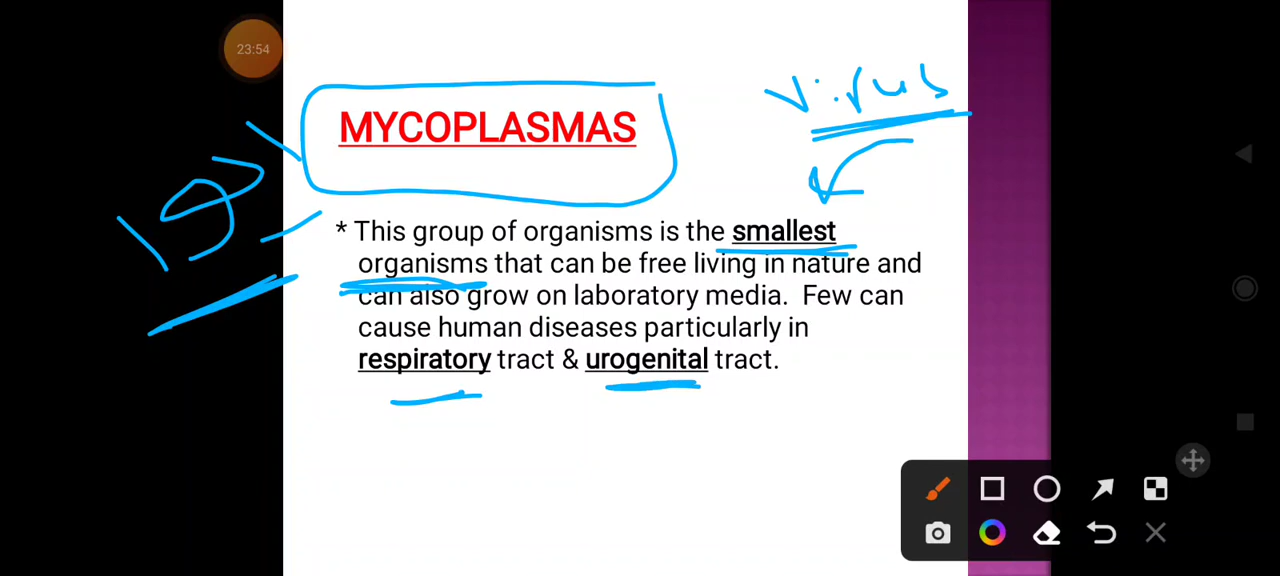 23:54
virus
MYCOPLASMAS
* This group of organisms is the smallest
organisms that can be free living in nature and
can also grow on laboratory media. Few can
cause human diseases particularly in
respiratory tract & urogenital tract.